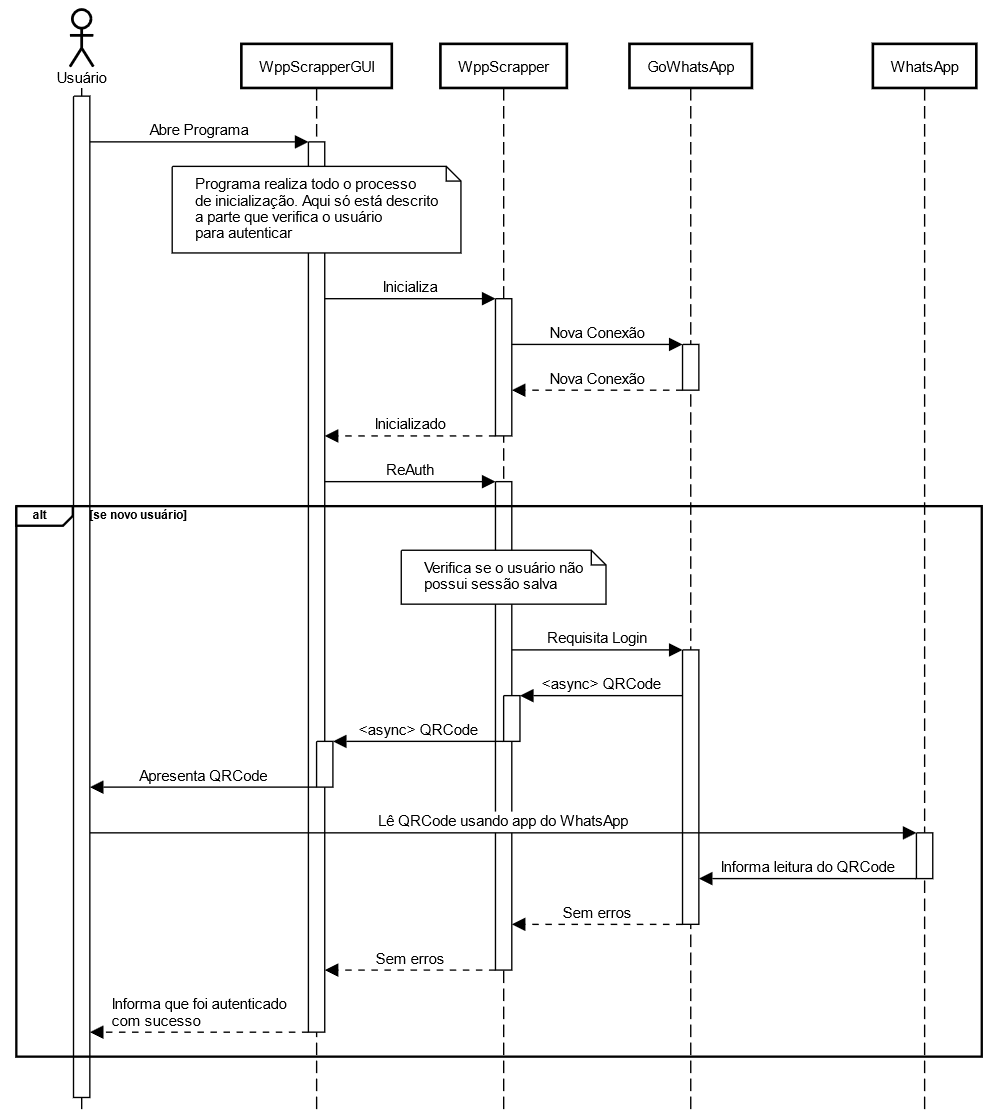 Usuário
WppScrapperGUI
WppScrapper
GoWhatsApp
WhatsApp
Abre Programa
Programa realiza todo o processo
de inicialização. Aqui só está descrito
a parte que verifica o usuário
para autenticar
Inicializa
Nova Conexão
Nova Conexão
Inicializado
ReAuth
alt
[se novo usuário]
Verifica se o usuário não
possui sessão salva
Requisita Login
<async> QRCode
<async> QRCode
Apresenta QRCode
Lê QRCode usando app do WhatsApp
Informa leitura do QRCode
Sem erros
Sem erros
Informa que foi autenticado
com sucesso